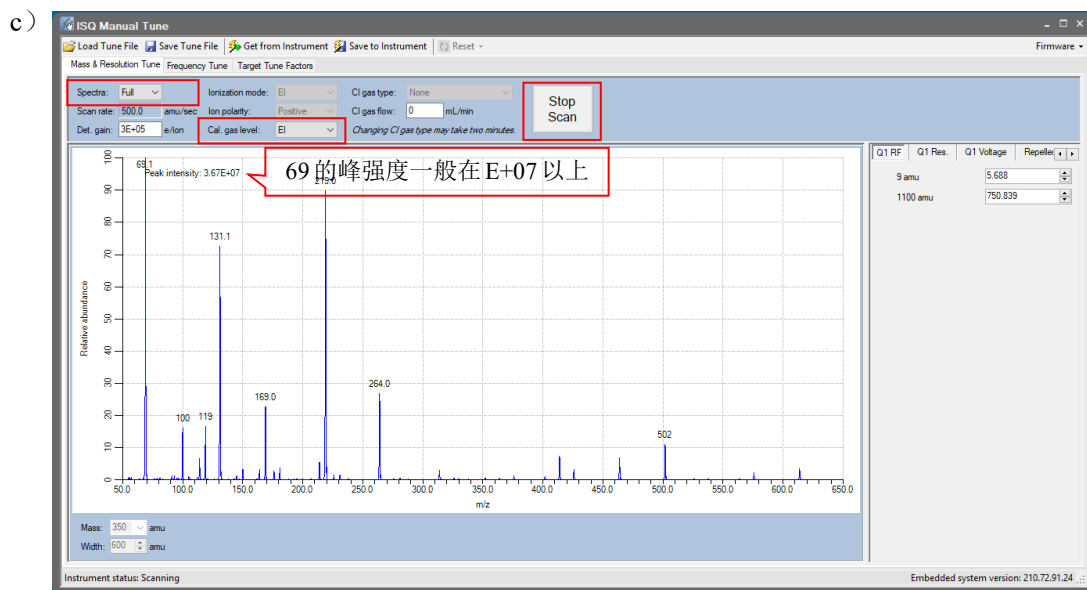 c）
ISQ Manual Tune
Load Tune File Save Tune File Get from Instrument Save to Instrument Reset Firmware
Mass & Resolution Tune Frequency Tune Target Tune Factors
Spectra: Full Ionization mode: EI CI gas type: None
Scan rate: 500.0 amu/sec Ion polarity: Positive CI gas flow: 0 mL/min
Det. gain: 3E+05 e/ion Cal. gas level: EI Changing CI gas type may take two minutes.
Stop
Scan
Q1 RF Q1 Res. Q1 Voltage Repeller
9 amu 5.688
1100 amu 750.839
69.1
Peak intensity: 3.67E+07
69的峰强度一般在E+07以上
219.0
131.1
264.0
169.0
100 119
502
Relative abundance
100
90
80
70
60
50
40
30
20
10
0
50.0 100.0 150.0 200.0 250.0 300.0 350.0 400.0 450.0 500.0 550.0 600.0 650.0
m/z
Mass: 350 amu
Width: 600 amu
Instrument status: Scanning Embedded system version: 210.72.91.24